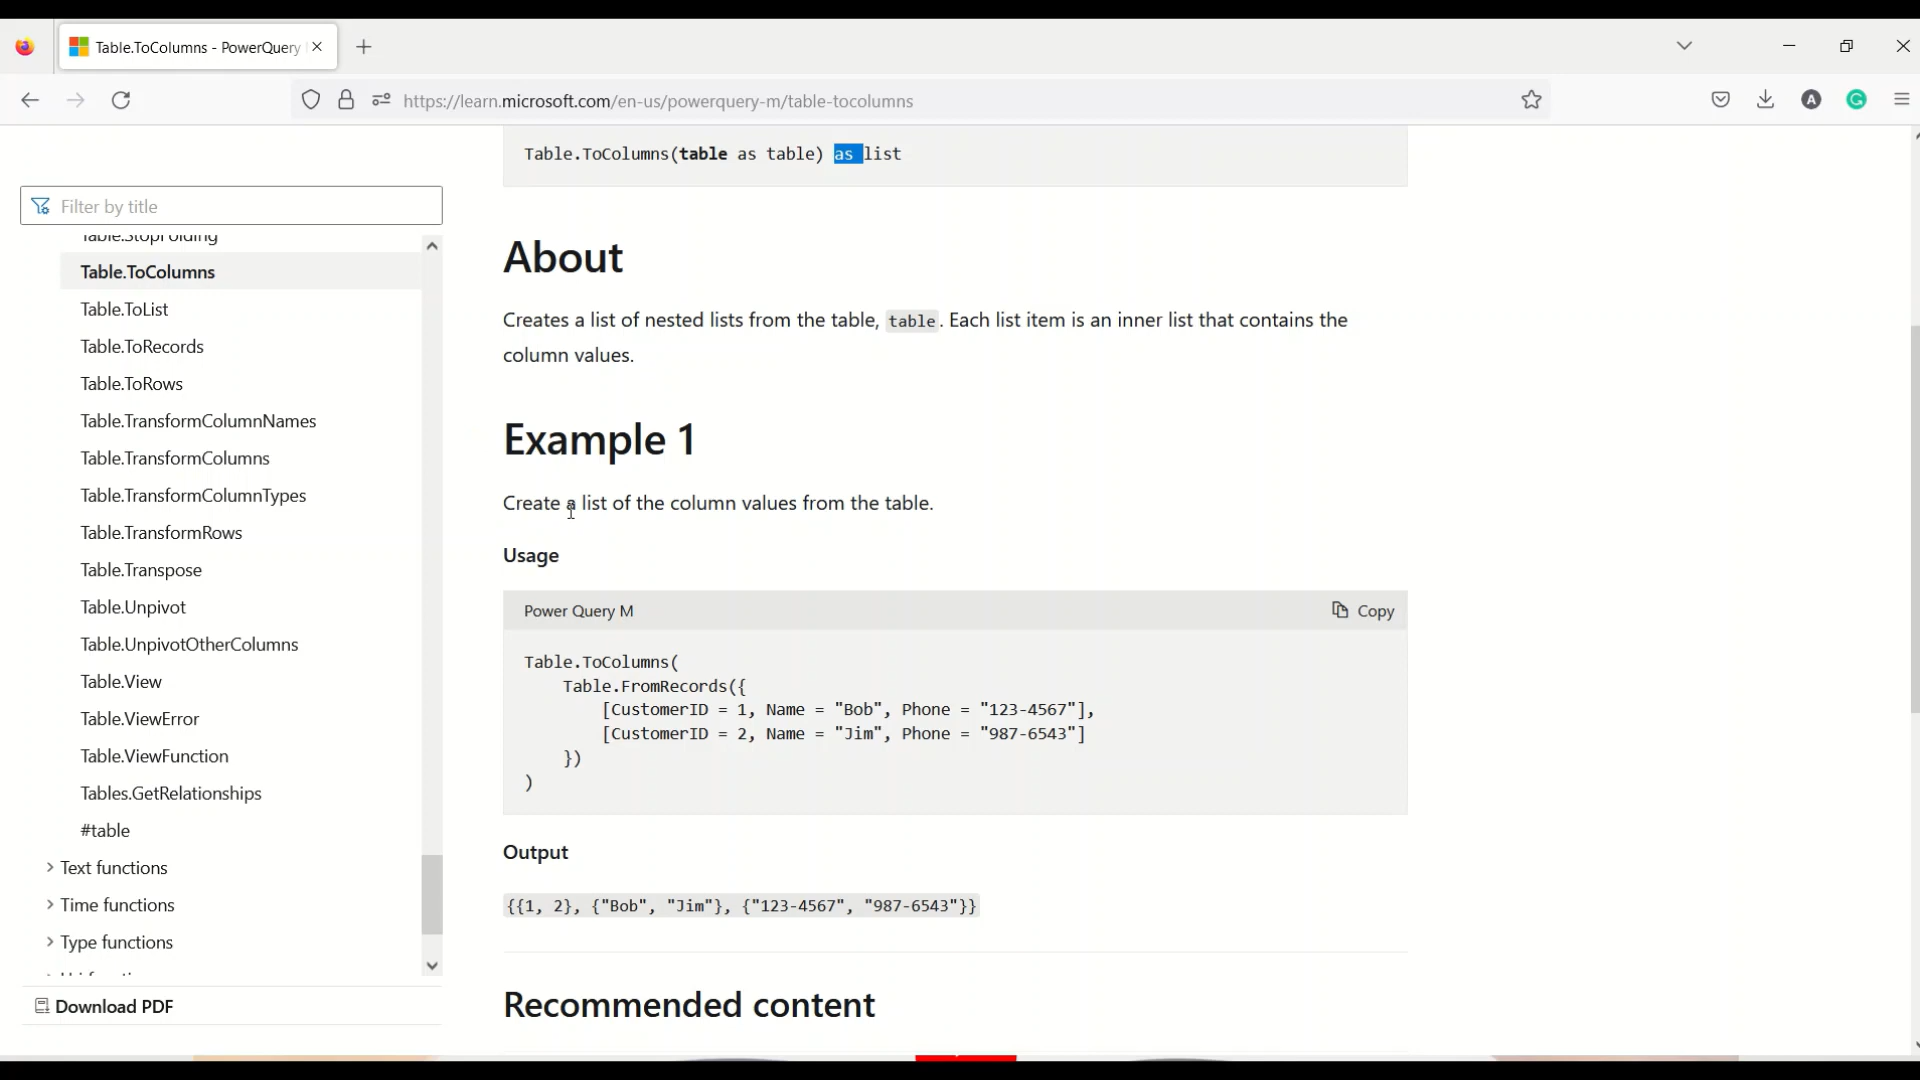 Table.ToColumns - PowerQuery
https://learn.microsoft.com/en-us/powerquery-m/table-tocolumns
A
G
Table.ToColumns(table as table) as list
Filter by title
Table.StopFolding
Table.ToColumns
Table.ToList
Table.ToRecords
Table.ToRows
Table.TransformColumnNames
Table.TransformColumns
Table.TransformColumnTypes
Table.TransformRows
Table.Transpose
Table.Unpivot
Table.UnpivotOtherColumns
Table.View
Table.ViewError
Table.ViewFunction
Tables.GetRelationships
#table
Text functions
Time functions
Type functions
Download PDF
About
Creates a list of nested lists from the table, table. Each list item is an inner list that contains the
column values.
Example 1
Create a list of the column values from the table.
Usage
Power Query M
Copy
Table.ToColumns(
Table.FromRecords({
[CustomerID = 1, Name = "Bob", Phone = "123-4567"],
[CustomerID = 2, Name = "Jim", Phone = "987-6543"]
})
)
Output
{{1, 2}, {"Bob", "Jim"}, {"123-4567", "987-6543"}}
Recommended content